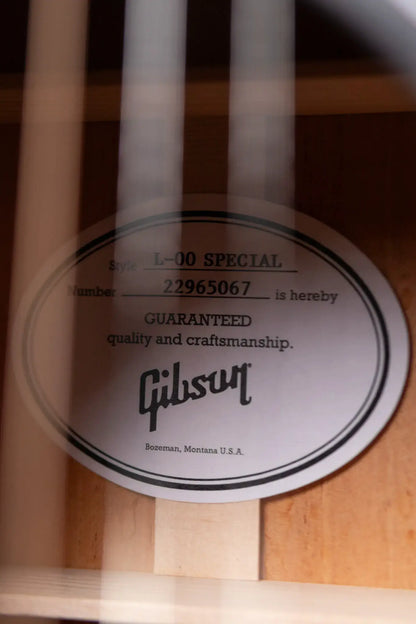 Style L-00 SPECIAL
Number 22965067 is hereby
GUARANTEED
quality and craftsmanship.
Gibson
Bozeman, Montana U.S.A.